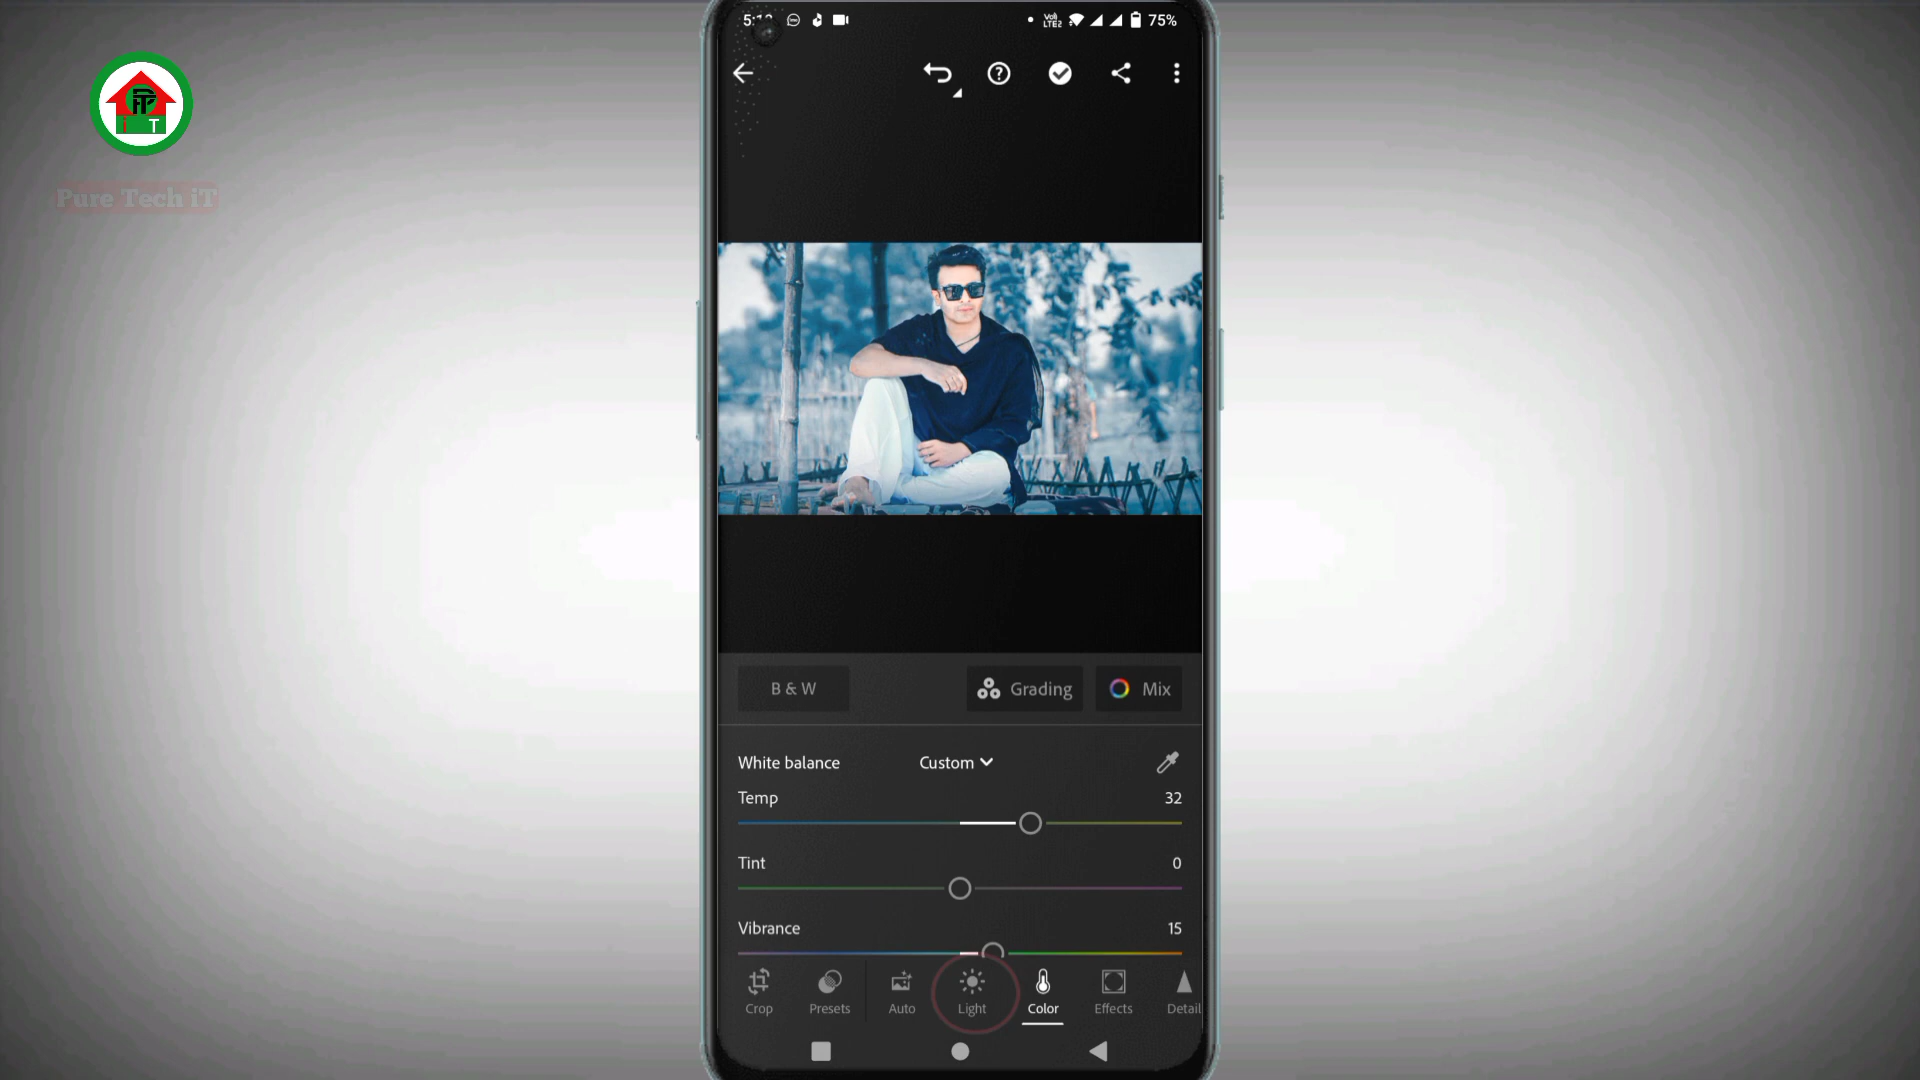 75%
Pure Tech iT
B & W
Grading
Mix
White balance
Custom
Temp
32
Tint
0
Vibrance
15
Crop
Presets
Auto
Light
Color
Effects
Detail